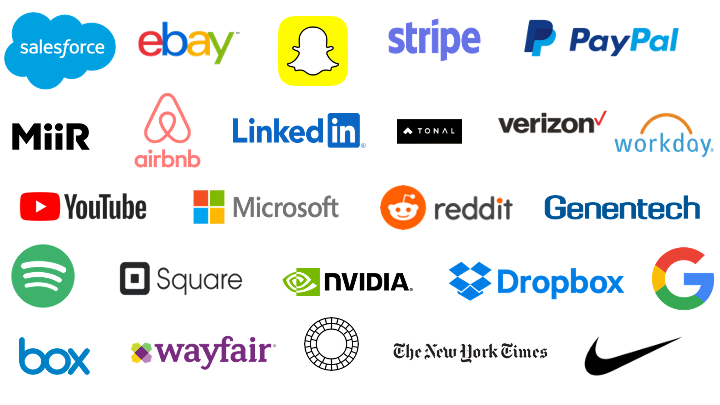 salesforce
ebay™
stripe
PayPal
MiiR
airbnb
LinkedIn®
TONAL
verizon✓
workday®
YouTube
Microsoft
reddit
Genentech
Square
NVIDIA®
Dropbox
G
box
wayfair®
The New York Times